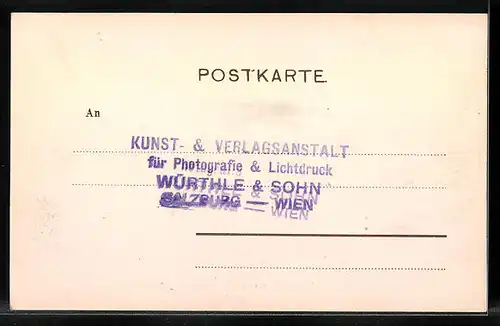 POSTKARTE.
An
KUNST- & VERLAGSANSTALT
für Photografie & Lichtdruck
WÜRTHLE & SOHN
SALZBURG — WIEN